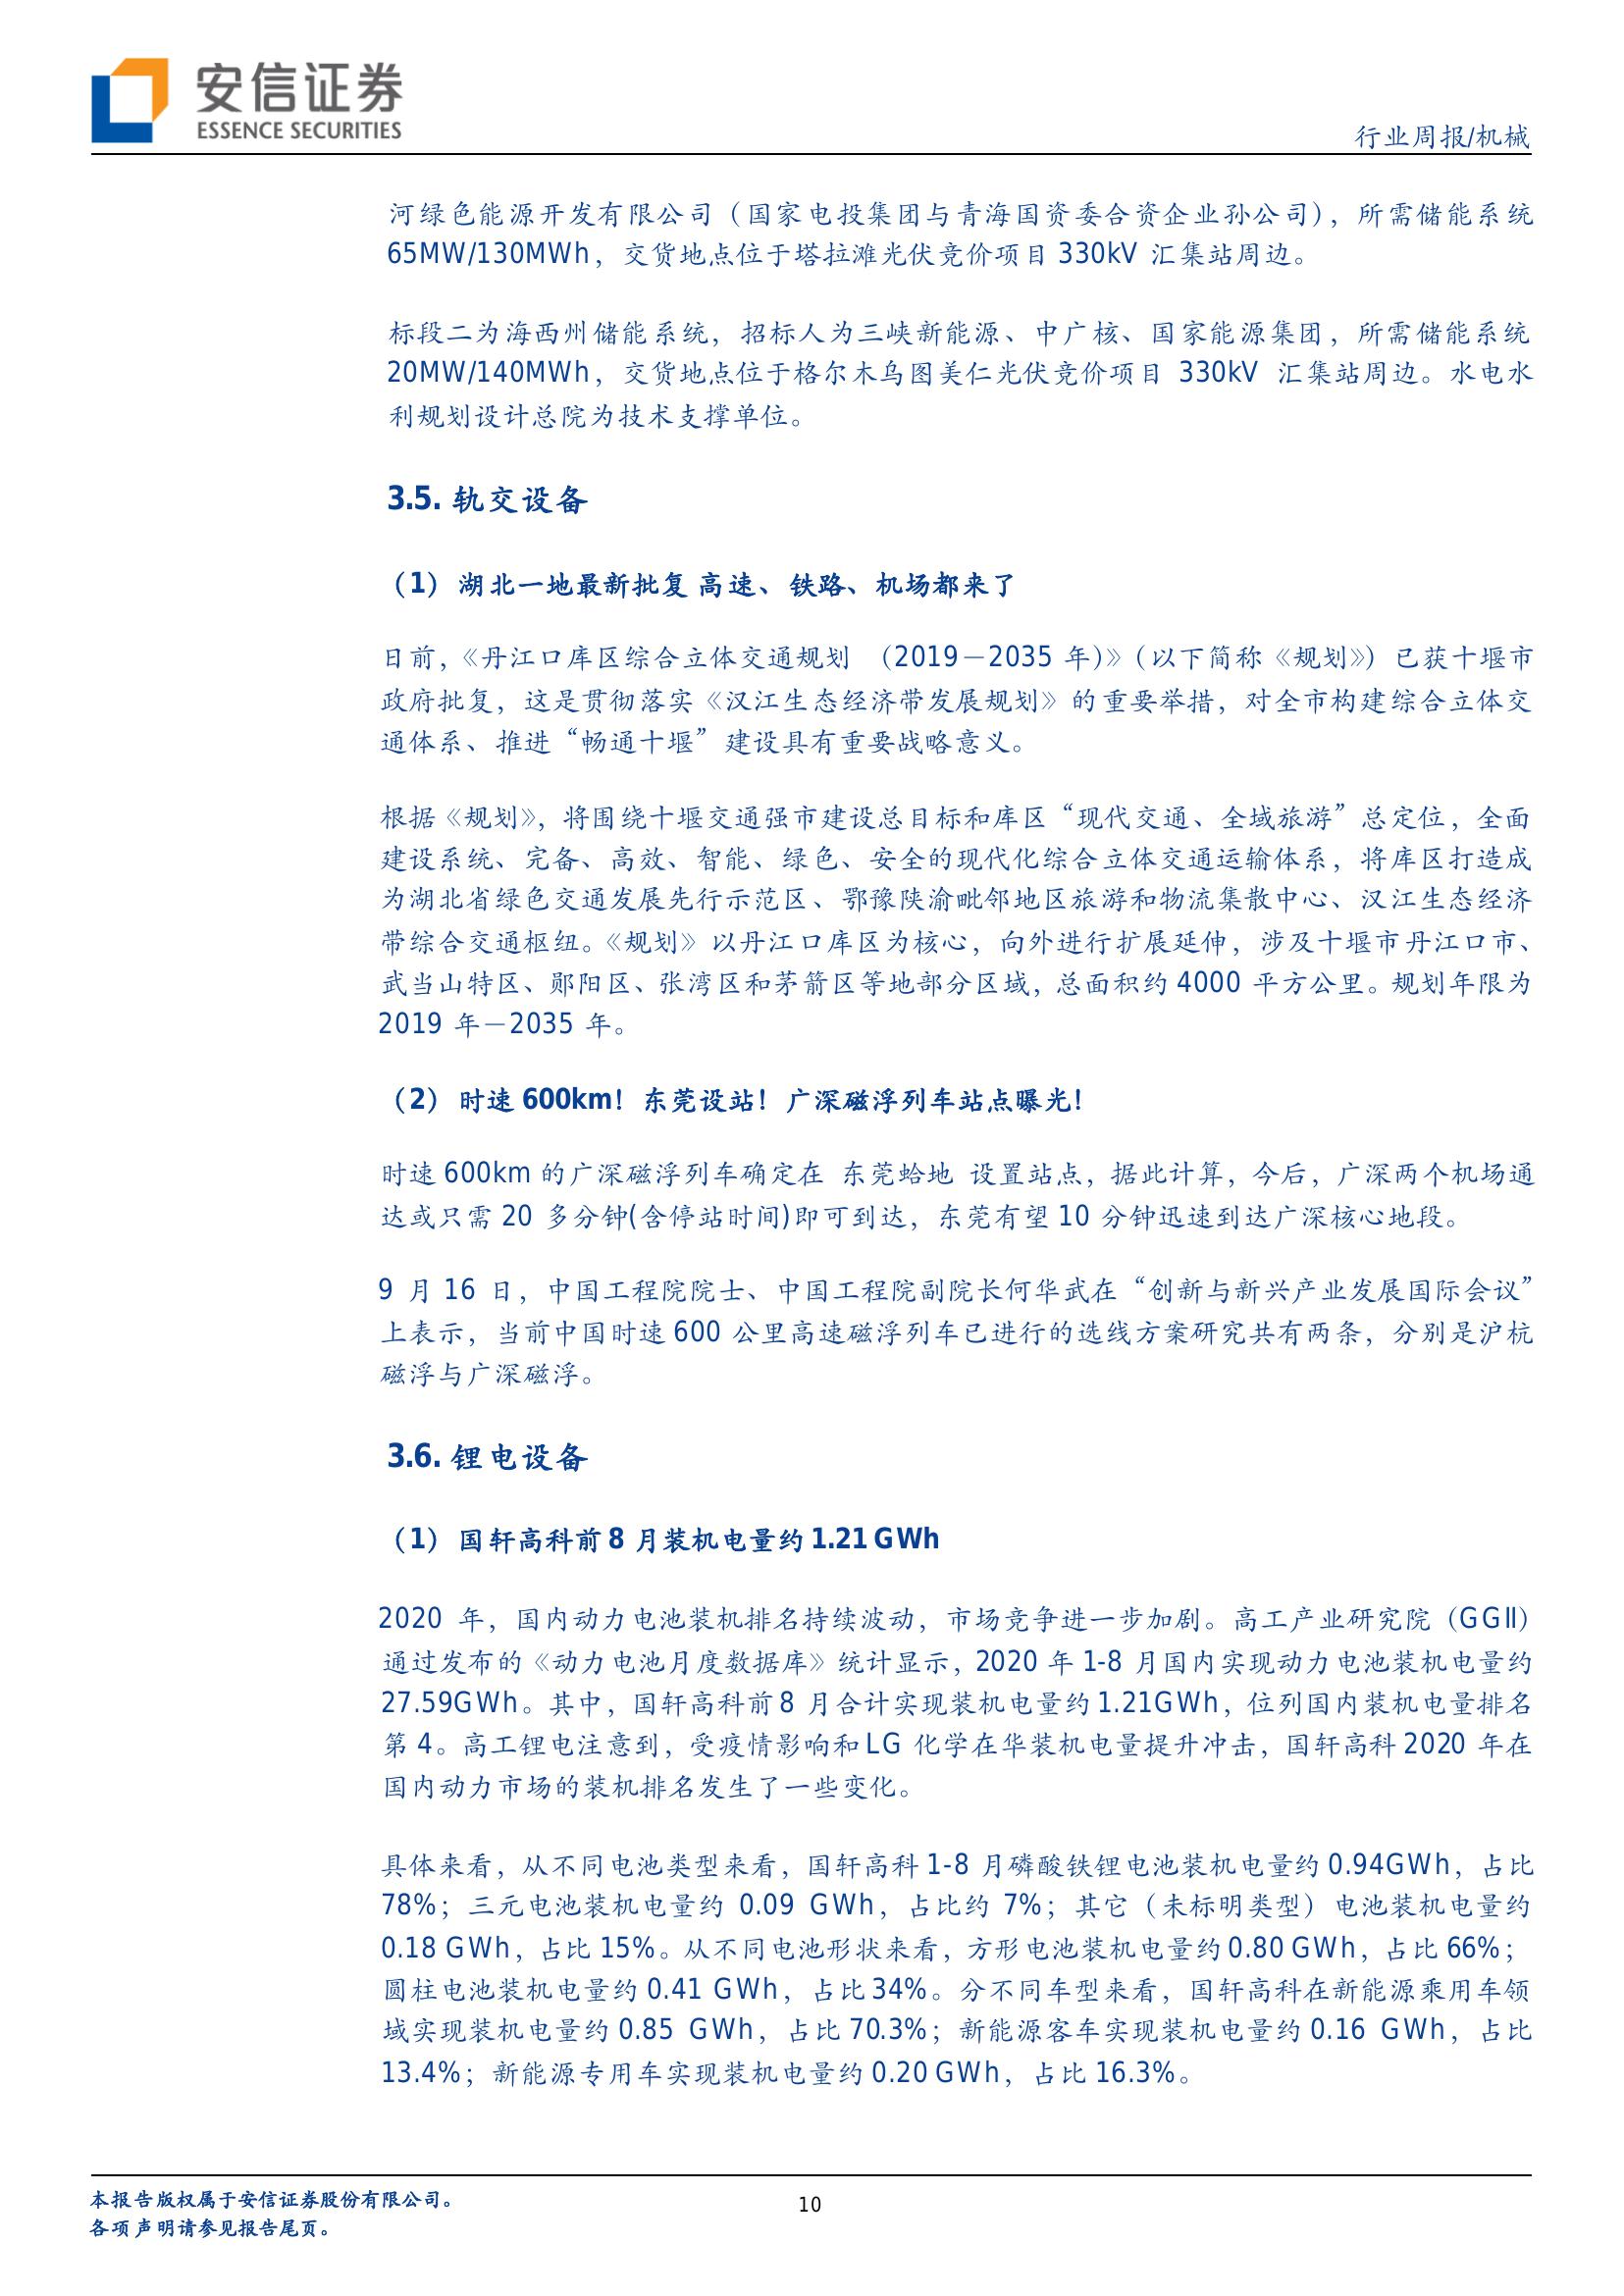 安信证券
ESSENCE SECURITIES
行业周报/机械
河绿色能源开发有限公司（国家电投集团与青海国资委合资企业孙公司），所需储能系统
65MW/130MWh，交货地点位于塔拉滩光伏竞价项目 330kV 汇集站周边。
标段二为海西州储能系统，招标人为三峡新能源、中广核、国家能源集团，所需储能系统
20MW/140MWh，交货地点位于格尔木乌图美仁光伏竞价项目 330kV 汇集站周边。水电水
利规划设计总院为技术支撑单位。
3.5. 轨交设备
（1）湖北一地最新批复 高速、铁路、机场都来了
日前，《丹江口库区综合立体交通规划 （2019－2035 年）》（以下简称《规划》）已获十堰市
政府批复，这是贯彻落实《汉江生态经济带发展规划》的重要举措，对全市构建综合立体交
通体系、推进“畅通十堰”建设具有重要战略意义。
根据《规划》，将围绕十堰交通强市建设总目标和库区“现代交通、全域旅游”总定位，全面
建设系统、完备、高效、智能、绿色、安全的现代化综合立体交通运输体系，将库区打造成
为湖北省绿色交通发展先行示范区、鄂豫陕渝毗邻地区旅游和物流集散中心、汉江生态经济
带综合交通枢纽。《规划》以丹江口库区为核心，向外进行扩展延伸，涉及十堰市丹江口市、
武当山特区、郧阳区、张湾区和茅箭区等地部分区域，总面积约 4000 平方公里。规划年限为
2019 年－2035 年。
（2）时速 600km！东莞设站！广深磁浮列车站点曝光！
时速 600km 的广深磁浮列车确定在 东莞蛤地 设置站点，据此计算，今后，广深两个机场通
达或只需 20 多分钟(含停站时间)即可到达，东莞有望 10 分钟迅速到达广深核心地段。
9 月 16 日，中国工程院院士、中国工程院副院长何华武在“创新与新兴产业发展国际会议”
上表示，当前中国时速 600 公里高速磁浮列车已进行的选线方案研究共有两条，分别是沪杭
磁浮与广深磁浮。
3.6. 锂电设备
（1）国轩高科前 8 月装机电量约 1.21 GWh
2020 年，国内动力电池装机排名持续波动，市场竞争进一步加剧。高工产业研究院（GGII）
通过发布的《动力电池月度数据库》统计显示，2020 年 1-8 月国内实现动力电池装机电量约
27.59GWh。其中，国轩高科前 8 月合计实现装机电量约 1.21GWh，位列国内装机电量排名
第 4。高工锂电注意到，受疫情影响和 LG 化学在华装机电量提升冲击，国轩高科 2020 年在
国内动力市场的装机排名发生了一些变化。
具体来看，从不同电池类型来看，国轩高科 1-8 月磷酸铁锂电池装机电量约 0.94GWh，占比
78%；三元电池装机电量约 0.09 GWh，占比约 7%；其它（未标明类型）电池装机电量约
0.18 GWh，占比 15%。从不同电池形状来看，方形电池装机电量约 0.80 GWh，占比 66%；
圆柱电池装机电量约 0.41 GWh，占比 34%。分不同车型来看，国轩高科在新能源乘用车领
域实现装机电量约 0.85 GWh，占比 70.3%；新能源客车实现装机电量约 0.16 GWh，占比
13.4%；新能源专用车实现装机电量约 0.20 GWh，占比 16.3%。
本报告版权属于安信证券股份有限公司。
10
各项声明请参见报告尾页。